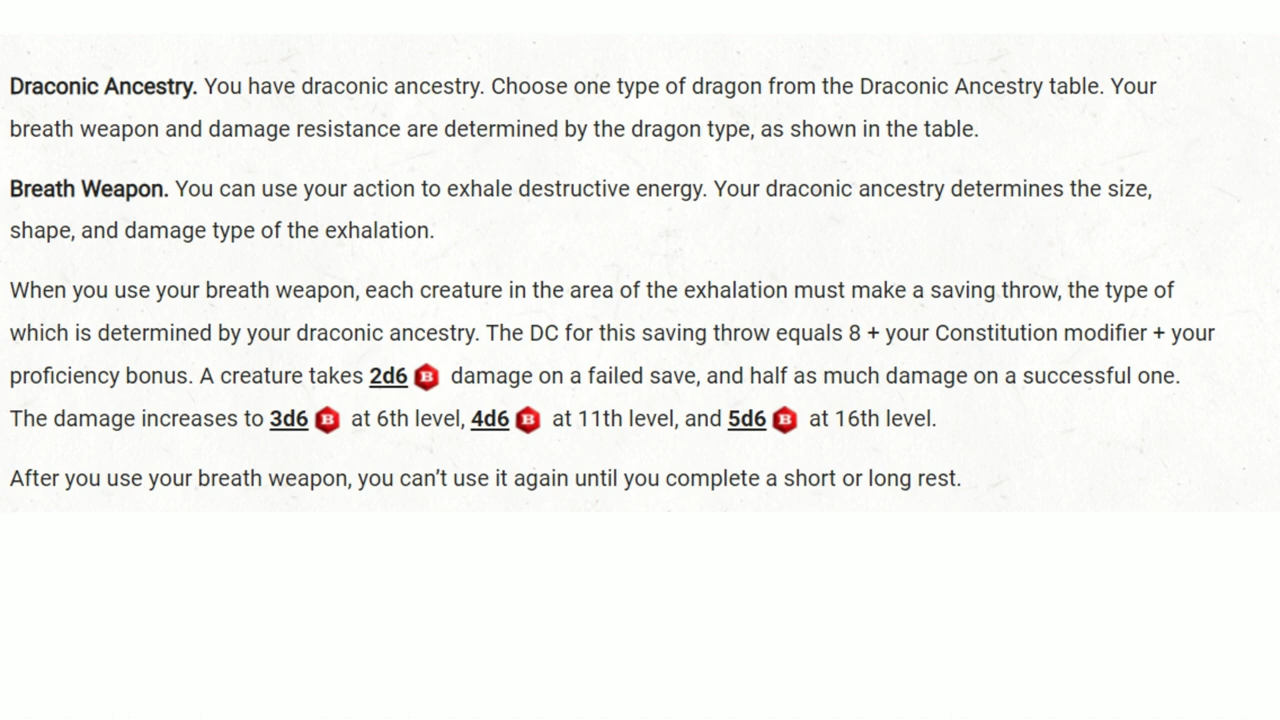 Draconic Ancestry. You have draconic ancestry. Choose one type of dragon from the Draconic Ancestry table. Your
breath weapon and damage resistance are determined by the dragon type, as shown in the table.
Breath Weapon. You can use your action to exhale destructive energy. Your draconic ancestry determines the size,
shape, and damage type of the exhalation.
When you use your breath weapon, each creature in the area of the exhalation must make a saving throw, the type of
which is determined by your draconic ancestry. The DC for this saving throw equals 8 + your Constitution modifier + your
proficiency bonus. A creature takes 2d6 B damage on a failed save, and half as much damage on a successful one.
The damage increases to 3d6 B at 6th level, 4d6 B at 11th level, and 5d6 B at 16th level.
After you use your breath weapon, you can’t use it again until you complete a short or long rest.